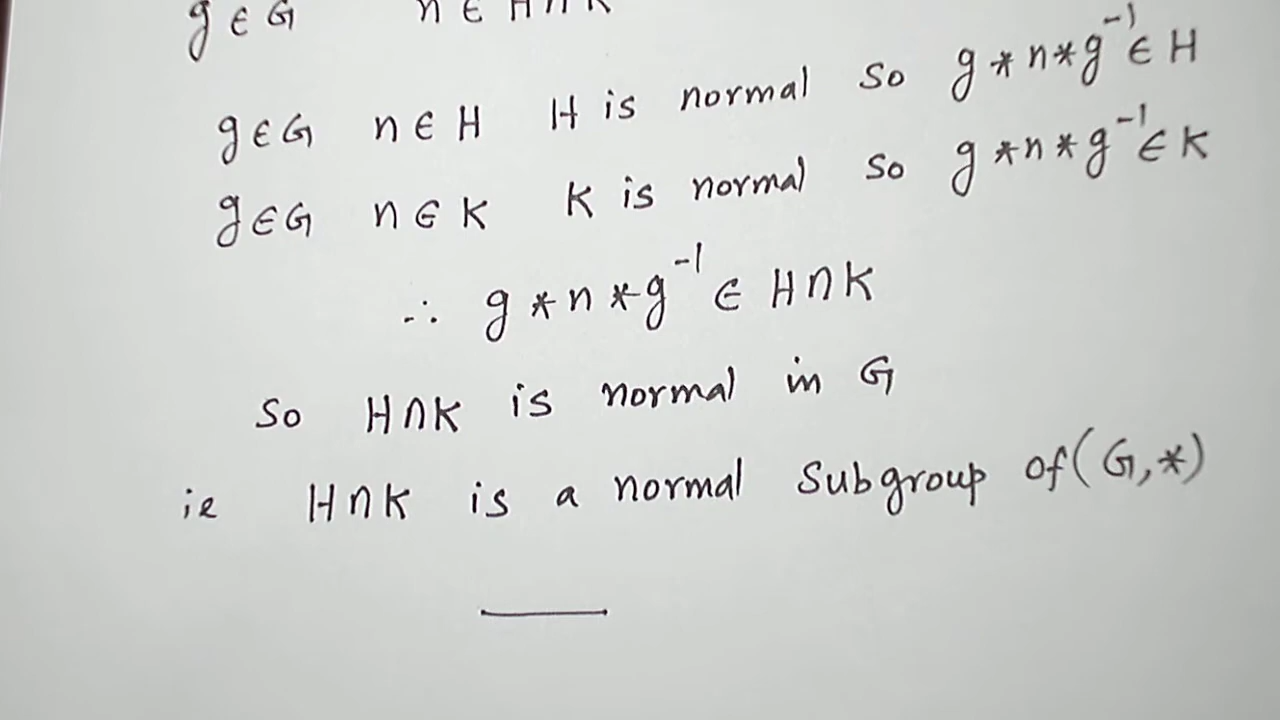 g ∈ G n ∈ H∩K
g ∈ G n ∈ H H is normal so g * n * g⁻¹ ∈ H
g ∈ G n ∈ K K is normal so g * n * g⁻¹ ∈ K
∴ g * n * g⁻¹ ∈ H∩K
So H∩K is normal in G
ie H∩K is a normal Subgroup of (G,*)